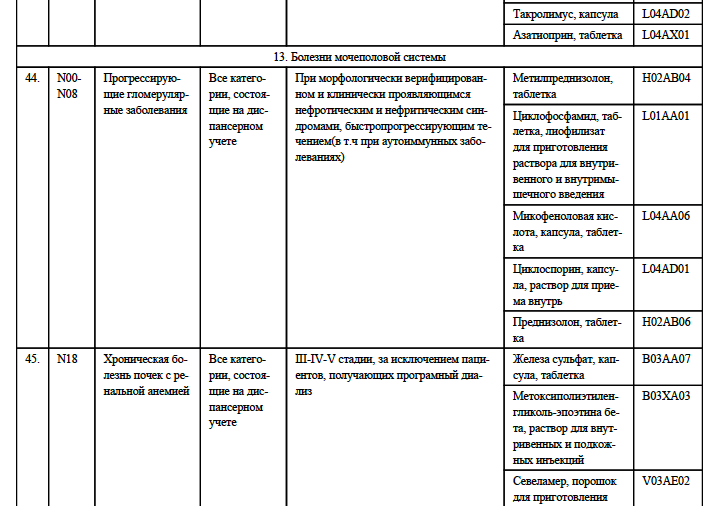 Такролимус, капсула L04AD02
Азатиоприн, таблетка L04AX01
13. Болезни мочеполовой системы
44. N00-
N08
Прогрессирую-
щие гломеруляр-
ные заболевания
Все катего-
рии, состоя-
щие на дис-
пансерном
учете
При морфологически верифицирован-
ном и клинически проявляющимся
нефротическим и нефритическим син-
дромами, быстропрогрессирующим те-
чением(в т.ч при аутоиммунных забо-
леваниях)
Метилпреднизолон,
таблетка
H02AB04
Циклофосфамид, таб-
летка, лиофилизат
для приготовления
раствора для внутри-
венного и внутримы-
шечного введения
L01AA01
Микофеноловая кис-
лота, капсула, таблет-
ка
L04AA06
Циклоспорин, капсу-
ла, раствор для прие-
ма внутрь
L04AD01
Преднизолон, таблет-
ка
H02AB06
45. N18
Хроническая бо-
лезнь почек с ре-
нальной анемией
Все катего-
рии, состоя-
щие на дис-
пансерном
учете
III-IV-V стадии, за исключением паци-
ентов, получающих програмный диа-
лиз
Железа сульфат, кап-
сула, таблетка
B03AA07
Метоксиполиэтилен-
гликоль-эпоэтина бе-
та, раствор для внут-
ривенных и подкож-
ных инъекций
B03XA03
Севеламер, порошок
для приготовления
V03AE02